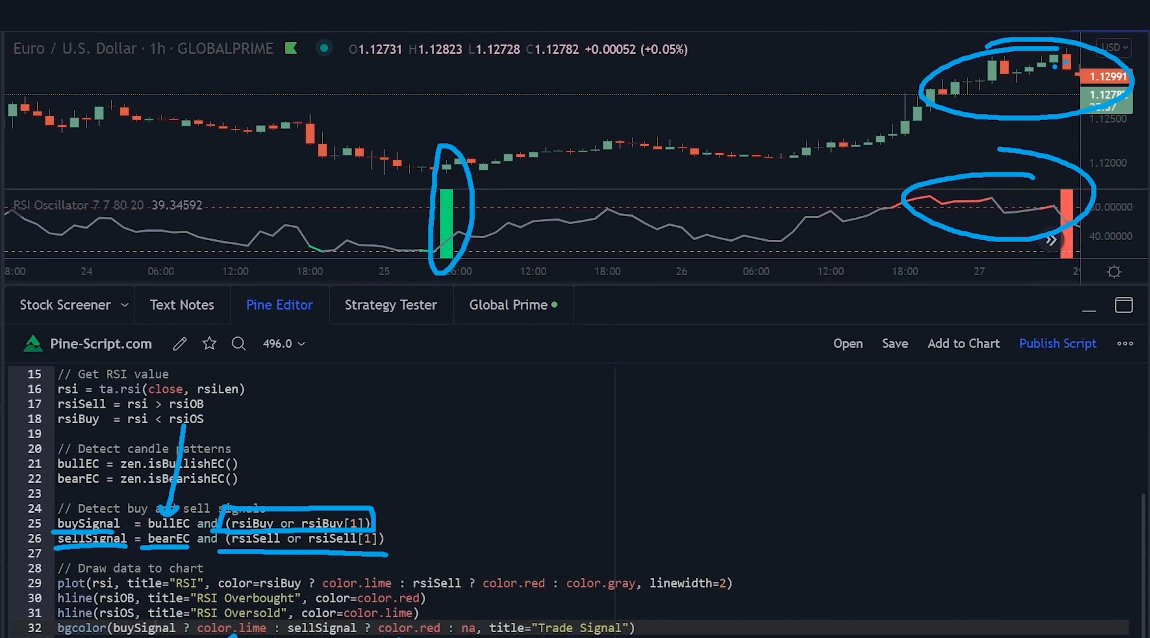 Euro / U.S. Dollar · 1h · GLOBALPRIME O1.12731 H1.12823 L1.12728 C1.12782 +0.00052 (+0.05%)
USD
1.12991
1.12500
1.12000
RSI Oscillator 7 7 80 20 39.34592
40.00000
24 06:00 12:00 18:00 25 12:00 18:00 26 06:00 12:00 18:00 27
Stock Screener Text Notes Pine Editor Strategy Tester Global Prime
Pine-Script.com 496.0 Open Save Add to Chart Publish Script
15 // Get RSI value
16 rsi = ta.rsi(close, rsiLen)
17 rsiSell = rsi > rsiOB
18 rsiBuy = rsi < rsiOS
19
20 // Detect candle patterns
21 bullEC = zen.isBullishEC()
22 bearEC = zen.isBearishEC()
23
24 // Detect buy and sell signals
25 buySignal = bullEC and (rsiBuy or rsiBuy[1])
26 sellSignal = bearEC and (rsiSell or rsiSell[1])
27
28 // Draw data to chart
29 plot(rsi, title="RSI", color=rsiBuy ? color.lime : rsiSell ? color.red : color.gray, linewidth=2)
30 hline(rsiOB, title="RSI Overbought", color=color.red)
31 hline(rsiOS, title="RSI Oversold", color=color.lime)
32 bgcolor(buySignal ? color.lime : sellSignal ? color.red : na, title="Trade Signal")